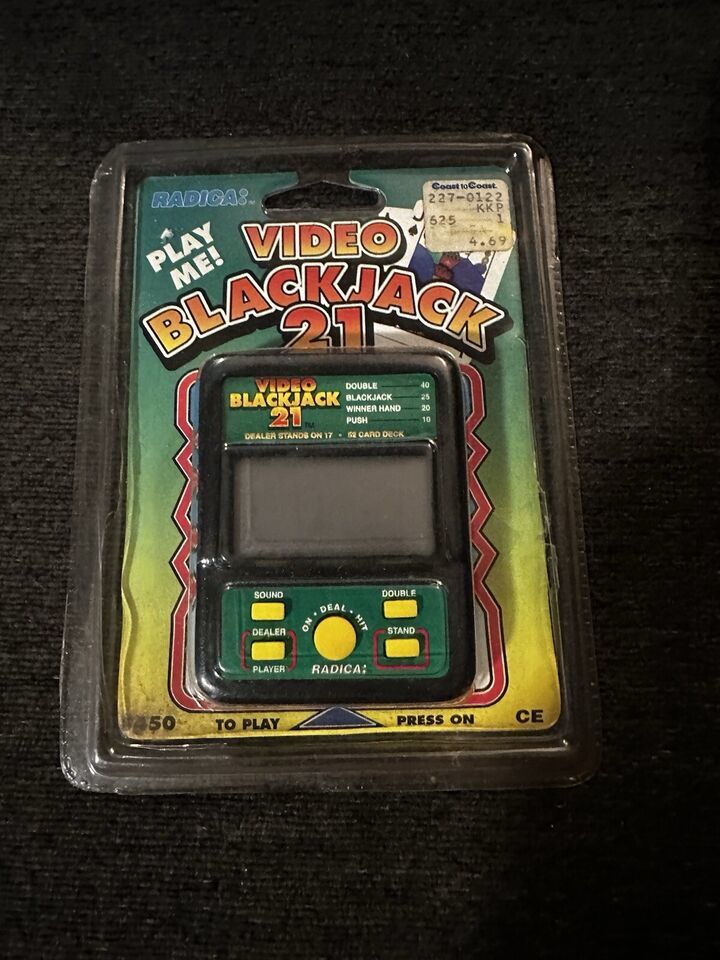 RADICA:™
PLAY ME!
Coast to Coast
227-0122
KKP
625 1
4.69
VIDEO
BLACKJACK
21
VIDEO
BLACKJACK
21™
DOUBLE 40
BLACKJACK 25
WINNER HAND 20
PUSH 10
DEALER STANDS ON 17 • 52 CARD DECK
SOUND
DOUBLE
ON • DEAL • HIT
DEALER
STAND
PLAYER
RADICA:
TO PLAY
PRESS ON
CE